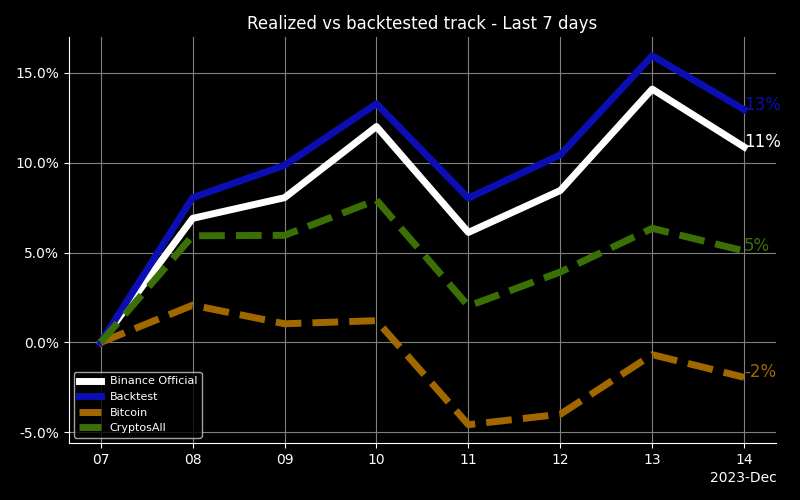 Realized vs backtested track - Last 7 days
15.0%
10.0%
5.0%
0.0%
-5.0%
13%
11%
5%
-2%
Binance Official
Backtest
Bitcoin
CryptosAll
07 08 09 10 11 12 13 14
2023-Dec